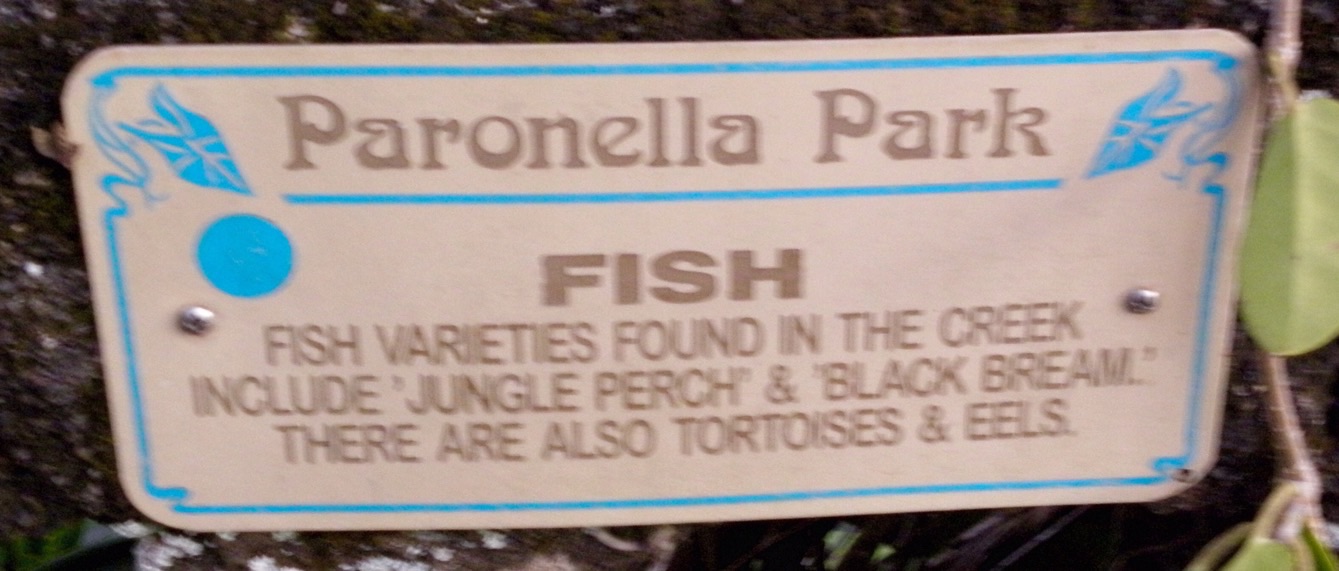 Paronella Park
FISH
FISH VARIETIES FOUND IN THE CREEK
INCLUDE 'JUNGLE PERCH' & 'BLACK BREAM.'
THERE ARE ALSO TORTOISES & EELS.